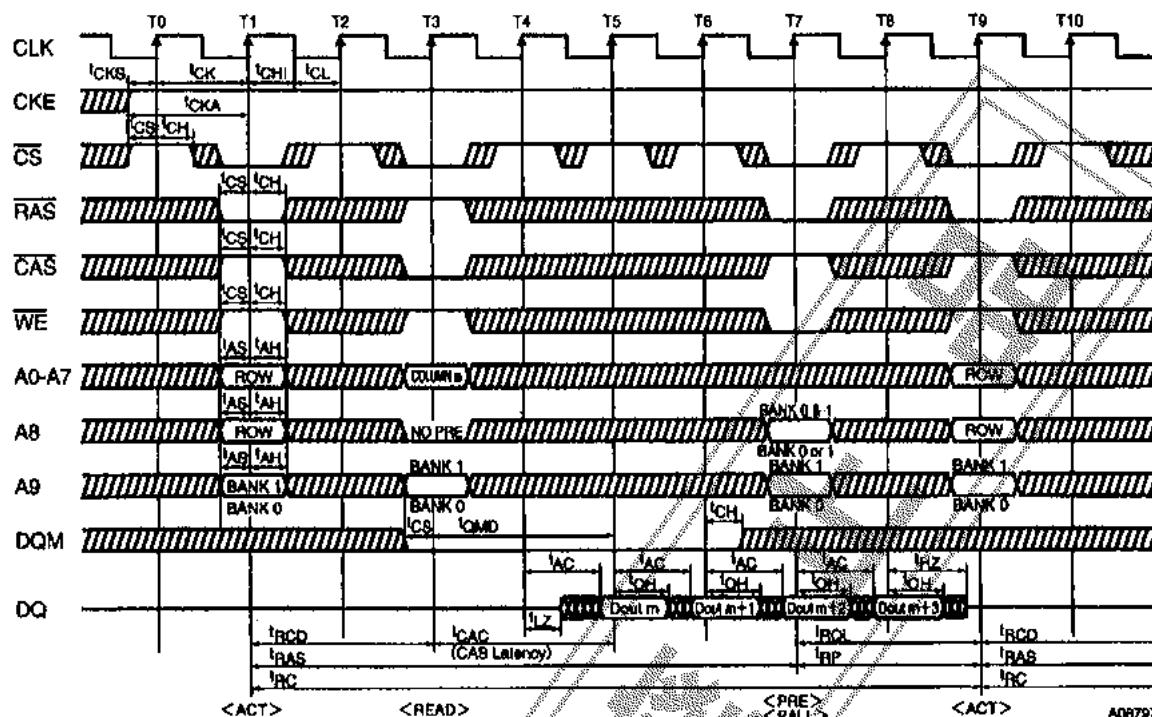 T0 T1 T2 T3 T4 T5 T6 T7 T8 T9 T10
CLK
tCKS tCK tCHI tCL
CKE
tCKA
tCS tCH
CS
tCS tCH
RAS
tCS tCH
CAS
tCS tCH
WE
tAS tAH
A0-A7 ROW COLUMN m ROW
tAS tAH BANK 0 & 1
A8 ROW NO PRE ROW
BANK 0 or 1
tAS tAH BANK 1 BANK 1 BANK 1
A9 BANK 1
BANK 0 BANK 0 BANK 0 BANK 0
tCS tQMD tCH
DQM
tAC tAC tAC tAC tHZ
tOH tOH tOH tOH
DQ Dout m Dout m+1 Dout m+2 Dout m+3
tLZ
tRCD tCAC tROL tRCD
(CAS Latency)
tRAS tRP tRAS
tRC tRC
<ACT> <READ> <PRE> <ACT>